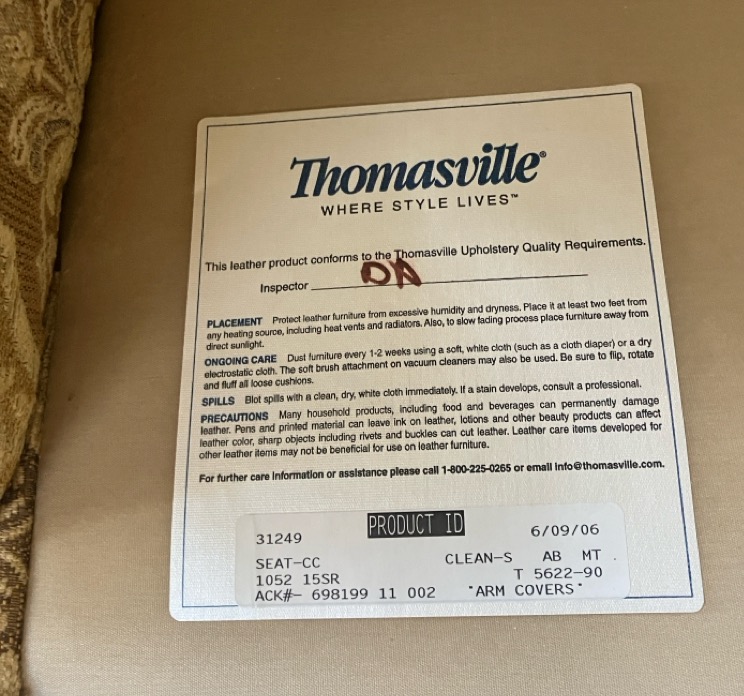 Thomasville®
WHERE STYLE LIVES™
This leather product conforms to the Thomasville Upholstery Quality Requirements.
Inspector DA
PLACEMENT Protect leather furniture from excessive humidity and dryness. Place it at least two feet from
any heating source, including heat vents and radiators. Also, to slow fading process place furniture away from
direct sunlight.
ONGOING CARE Dust furniture every 1-2 weeks using a soft, white cloth (such as a cloth diaper) or a dry
electrostatic cloth. The soft brush attachment on vacuum cleaners may also be used. Be sure to flip, rotate
and fluff all loose cushions.
SPILLS Blot spills with a clean, dry, white cloth immediately. If a stain develops, consult a professional.
PRECAUTIONS Many household products, including food and beverages can permanently damage
leather. Pens and printed material can leave ink on leather, lotions and other beauty products can affect
leather color, sharp objects including rivets and buckles can cut leather. Leather care items developed for
other leather items may not be beneficial for use on leather furniture.
For further care information or assistance please call 1-800-225-0265 or email info@thomasville.com.
31249 PRODUCT ID 6/09/06
SEAT-CC CLEAN-S AB MT .
1052 15SR T 5622-90
ACK#- 698199 11 002 "ARM COVERS"